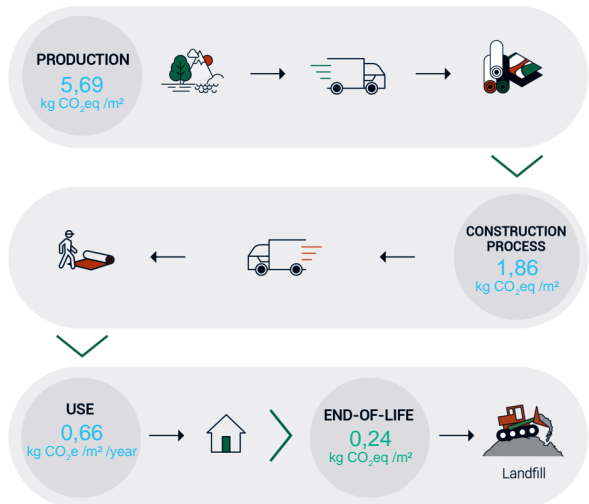 PRODUCTION
5,69
kg CO₂eq /m²
CONSTRUCTION
PROCESS
1,86
kg CO₂eq /m²
USE
0,66
kg CO₂e /m² /year
END-OF-LIFE
0,24
kg CO₂eq /m²
Landfill